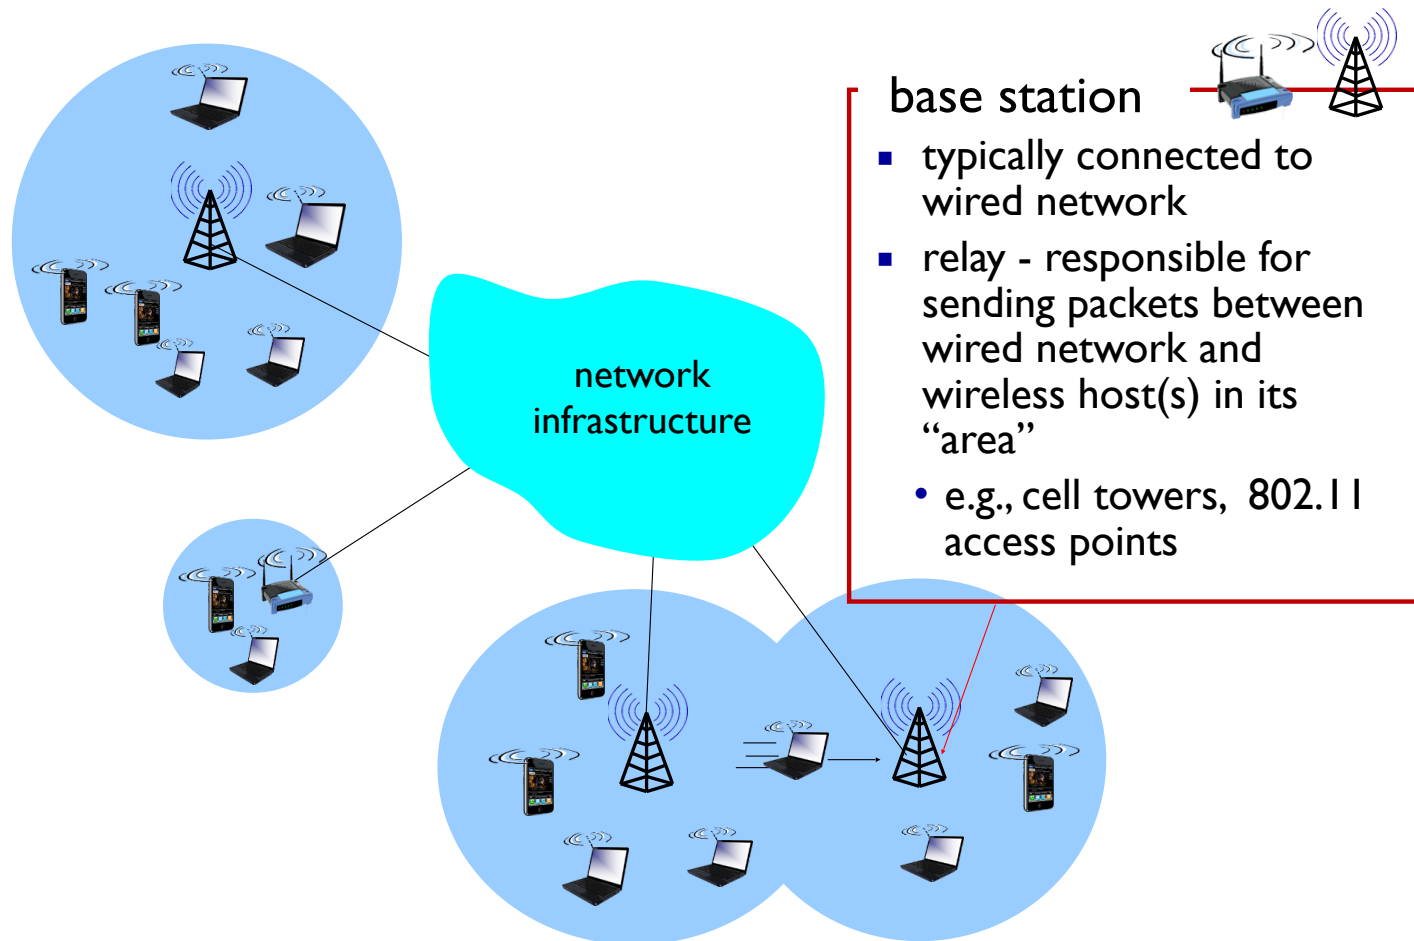 base station
▪ typically connected to
wired network
▪ relay - responsible for
sending packets between
wired network and
wireless host(s) in its
“area”
• e.g., cell towers, 802.11
access points
network
infrastructure